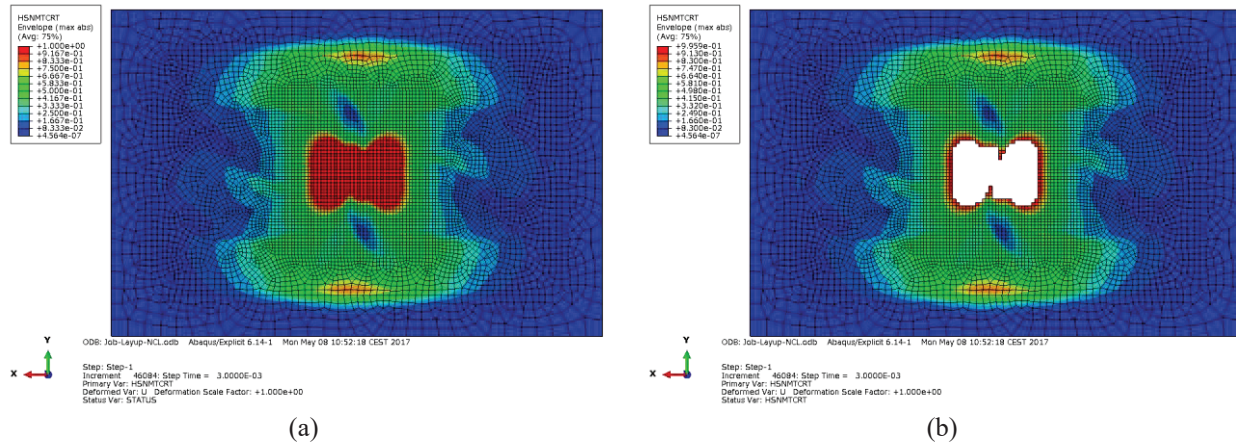 HSNMTCRT
Envelope (max abs)
(Avg: 75%)
+1.000e+00
+9.167e-01
+8.333e-01
+7.500e-01
+6.667e-01
+5.833e-01
+5.000e-01
+4.167e-01
+3.333e-01
+2.500e-01
+1.667e-01
+8.333e-02
+4.564e-07
Y
X
ODB: Job-Layup-NCL.odb Abaqus/Explicit 6.14-1 Mon May 08 10:52:18 CEST 2017
Step: Step-1
Increment 46084: Step Time = 3.0000E-03
Primary Var: HSNMTCRT
Deformed Var: U Deformation Scale Factor: +1.000e+00
Status Var: STATUS
(a)
HSNMTCRT
Envelope (max abs)
(Avg: 75%)
+9.959e-01
+9.130e-01
+8.300e-01
+7.470e-01
+6.640e-01
+5.810e-01
+4.980e-01
+4.150e-01
+3.320e-01
+2.490e-01
+1.660e-01
+8.300e-02
+4.564e-07
Y
X
ODB: Job-Layup-NCL.odb Abaqus/Explicit 6.14-1 Mon May 08 10:52:18 CEST 2017
Step: Step-1
Increment 46084: Step Time = 3.0000E-03
Primary Var: HSNMTCRT
Deformed Var: U Deformation Scale Factor: +1.000e+00
Status Var: HSNMTCRT
(b)